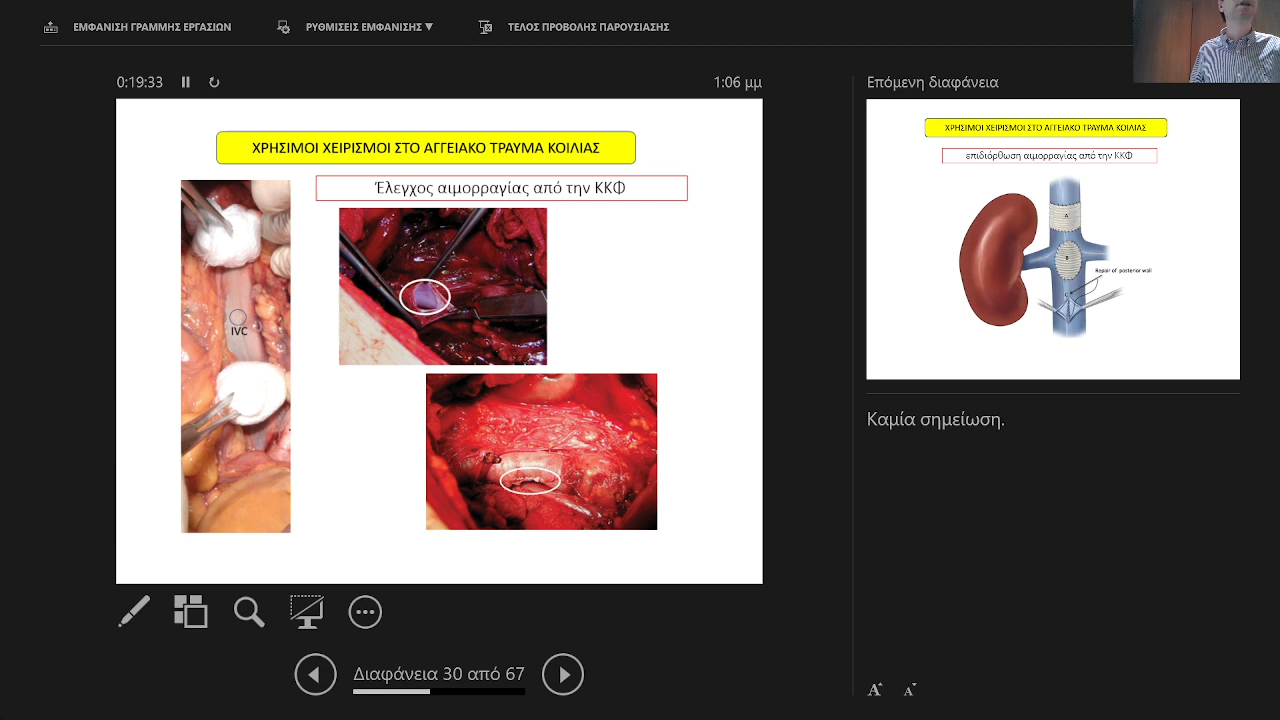 ΕΜΦΑΝΙΣΗ ΓΡΑΜΜΗΣ ΕΡΓΑΣΙΩΝ
ΡΥΘΜΙΣΕΙΣ ΕΜΦΑΝΙΣΗΣ ▼
ΤΕΛΟΣ ΠΡΟΒΟΛΗΣ ΠΑΡΟΥΣΙΑΣΗΣ
0:19:33
1:06 μμ
ΧΡΗΣΙΜΟΙ ΧΕΙΡΙΣΜΟΙ ΣΤΟ ΑΓΓΕΙΑΚΟ ΤΡΑΥΜΑ ΚΟΙΛΙΑΣ
Έλεγχος αιμορραγίας από την ΚΚΦ
IVC
Διαφάνεια 30 από 67
Επόμενη διαφάνεια
ΧΡΗΣΙΜΟΙ ΧΕΙΡΙΣΜΟΙ ΣΤΟ ΑΓΓΕΙΑΚΟ ΤΡΑΥΜΑ ΚΟΙΛΙΑΣ
επιδιόρθωση αιμορραγίας από την ΚΚΦ
A
B
Repair of posterior wall
C
Καμία σημείωση.
A A